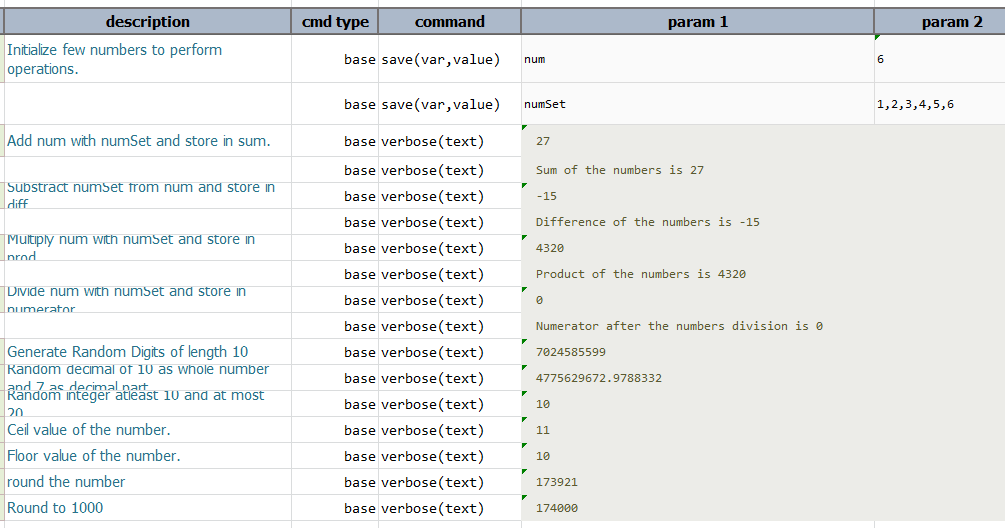 description cmd type command param 1 param 2
Initialize few numbers to perform
operations.
base save(var,value) num 6
base save(var,value) numSet 1,2,3,4,5,6
Add num with numSet and store in sum. base verbose(text) 27
base verbose(text) Sum of the numbers is 27
Substract numSet from num and store in
diff
base verbose(text) -15
base verbose(text) Difference of the numbers is -15
Multiply num with numSet and store in
prod
base verbose(text) 4320
base verbose(text) Product of the numbers is 4320
Divide num with numSet and store in
numerator
base verbose(text) 0
base verbose(text) Numerator after the numbers division is 0
Generate Random Digits of length 10 base verbose(text) 7024585599
Random decimal of 10 as whole number
and 7 as decimal part
base verbose(text) 4775629672.9788332
Random integer atleast 10 and at most
20
base verbose(text) 10
Ceil value of the number. base verbose(text) 11
Floor value of the number. base verbose(text) 10
round the number base verbose(text) 173921
Round to 1000 base verbose(text) 174000